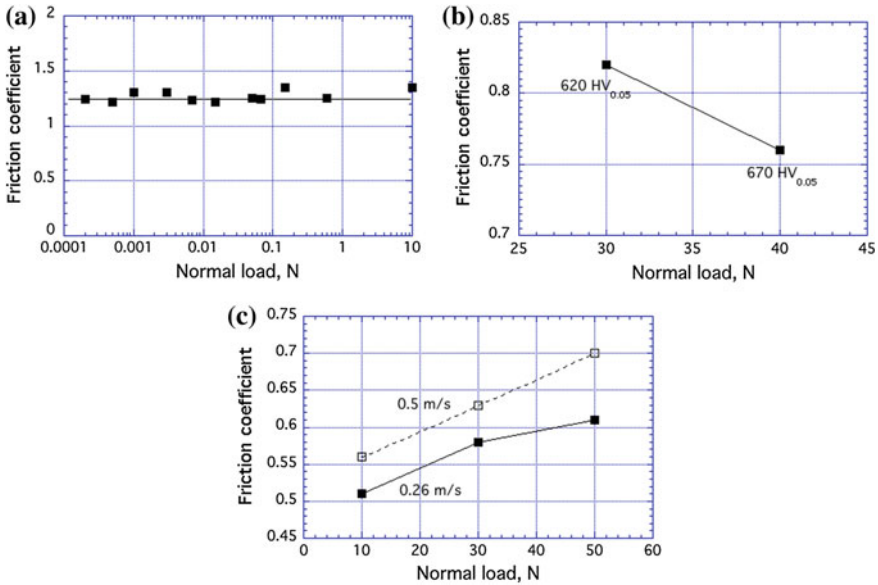 (a)
Friction coefficient
2
1.5
1
0.5
0
0.0001 0.001 0.01 0.1 1 10
Normal load, N
(b)
Friction coefficient
0.85
0.8
0.75
0.7
620 HV0.05
670 HV0.05
25 30 35 40 45
Normal load, N
(c)
Friction coefficient
0.75
0.7
0.65
0.6
0.55
0.5
0.45
0.5 m/s
0.26 m/s
0 10 20 30 40 50 60
Normal load, N